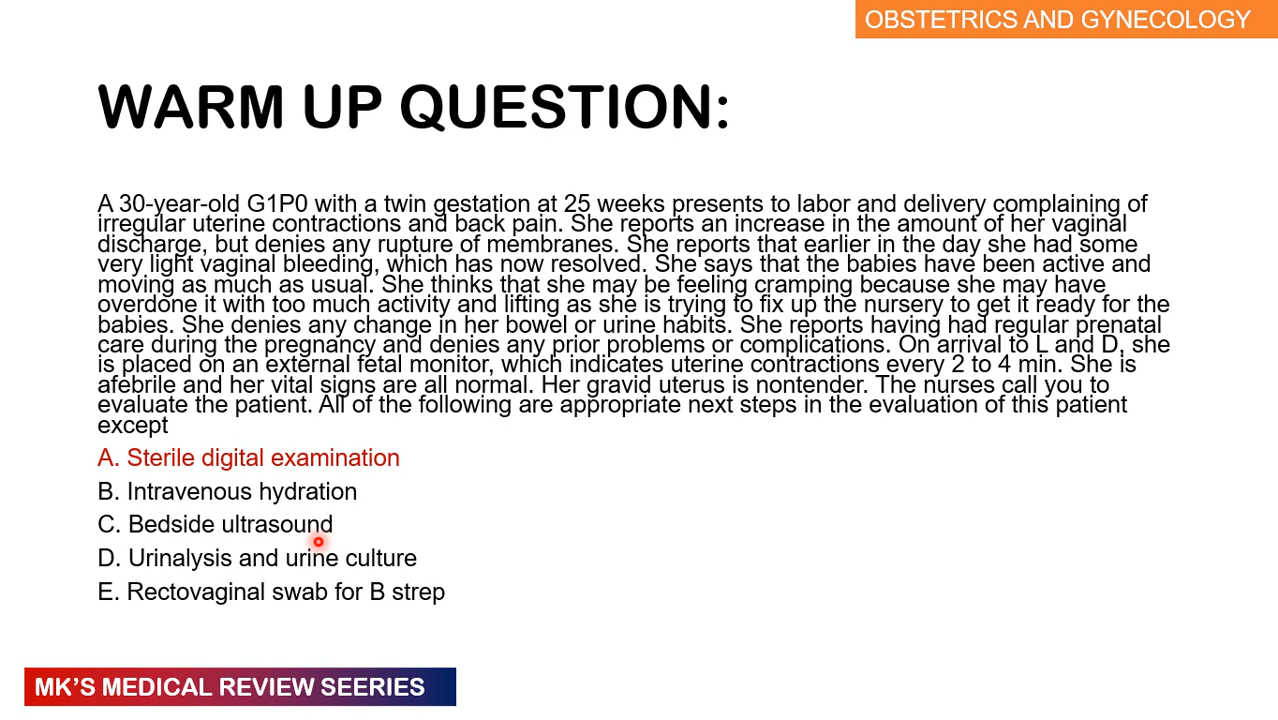 OBSTETRICS AND GYNECOLOGY
WARM UP QUESTION:
A 30-year-old G1P0 with a twin gestation at 25 weeks presents to labor and delivery complaining of
irregular uterine contractions and back pain. She reports an increase in the amount of her vaginal
discharge, but denies any rupture of membranes. She reports that earlier in the day she had some
very light vaginal bleeding, which has now resolved. She says that the babies have been active and
moving as much as usual. She thinks that she may be feeling cramping because she may have
overdone it with too much activity and lifting as she is trying to fix up the nursery to get it ready for the
babies. She denies any change in her bowel or urine habits. She reports having had regular prenatal
care during the pregnancy and denies any prior problems or complications. On arrival to L and D, she
is placed on an external fetal monitor, which indicates uterine contractions every 2 to 4 min. She is
afebrile and her vital signs are all normal. Her gravid uterus is nontender. The nurses call you to
evaluate the patient. All of the following are appropriate next steps in the evaluation of this patient
except
A. Sterile digital examination
B. Intravenous hydration
C. Bedside ultrasound
D. Urinalysis and urine culture
E. Rectovaginal swab for B strep
MK'S MEDICAL REVIEW SEERIES